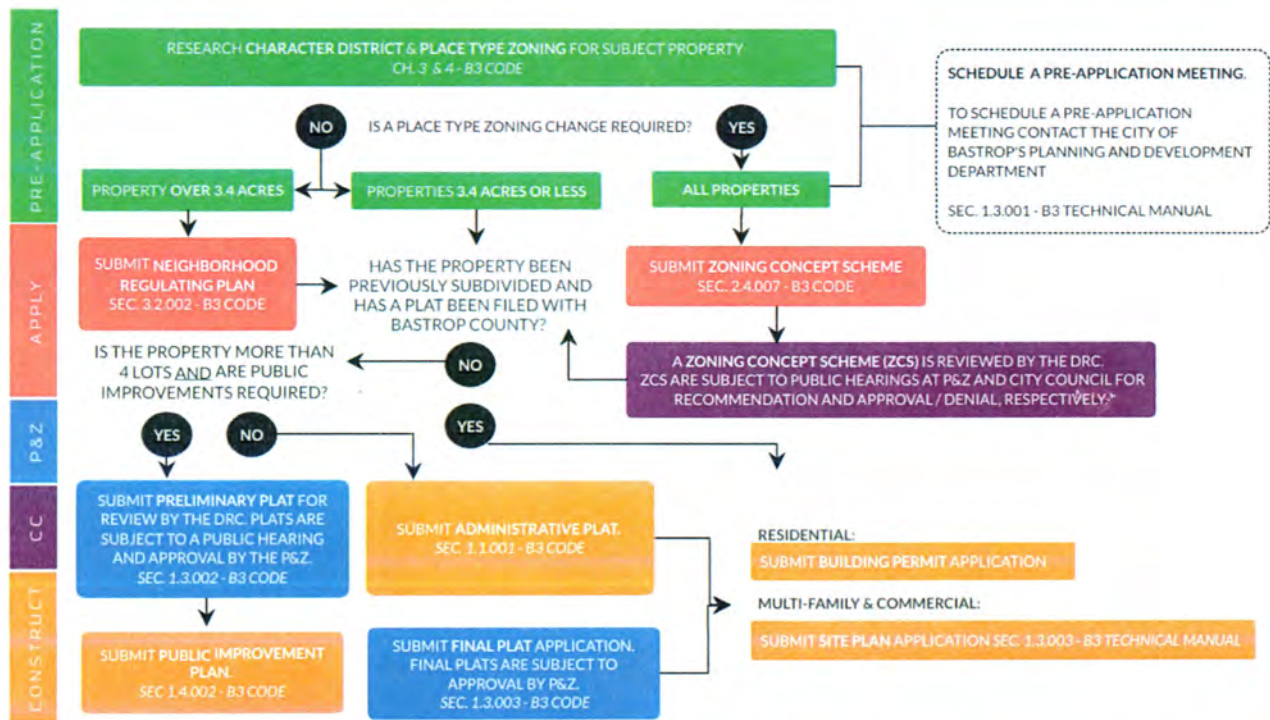 PRE-APPLICATION
RESEARCH CHARACTER DISTRICT & PLACE TYPE ZONING FOR SUBJECT PROPERTY
CH. 3 & 4 - B3 CODE
NO
IS A PLACE TYPE ZONING CHANGE REQUIRED?
YES
PROPERTY OVER 3.4 ACRES
PROPERTIES 3.4 ACRES OR LESS
ALL PROPERTIES
SCHEDULE A PRE-APPLICATION MEETING.
TO SCHEDULE A PRE-APPLICATION
MEETING CONTACT THE CITY OF
BASTROP'S PLANNING AND DEVELOPMENT
DEPARTMENT
SEC. 1.3.001 - B3 TECHNICAL MANUAL
APPLY
SUBMIT NEIGHBORHOOD
REGULATING PLAN
SEC. 3.2.002 - B3 CODE
HAS THE PROPERTY BEEN
PREVIOUSLY SUBDIVIDED AND
HAS A PLAT BEEN FILED WITH
BASTROP COUNTY?
SUBMIT ZONING CONCEPT SCHEME
SEC. 2.4.007 - B3 CODE
IS THE PROPERTY MORE THAN
4 LOTS AND ARE PUBLIC
IMPROVEMENTS REQUIRED?
NO
A ZONING CONCEPT SCHEME (ZCS) IS REVIEWED BY THE DRC.
ZCS ARE SUBJECT TO PUBLIC HEARINGS AT P&Z AND CITY COUNCIL FOR
RECOMMENDATION AND APPROVAL / DENIAL, RESPECTIVELY.
P&Z
YES
NO
YES
CC
SUBMIT PRELIMINARY PLAT FOR
REVIEW BY THE DRC. PLATS ARE
SUBJECT TO A PUBLIC HEARING
AND APPROVAL BY THE P&Z.
SEC. 1.3.002 - B3 CODE
SUBMIT ADMINISTRATIVE PLAT.
SEC. 1.1.001 - B3 CODE
RESIDENTIAL:
SUBMIT BUILDING PERMIT APPLICATION
MULTI-FAMILY & COMMERCIAL:
SUBMIT SITE PLAN APPLICATION SEC. 1.3.003 - B3 TECHNICAL MANUAL
CONSTRUCT
SUBMIT PUBLIC IMPROVEMENT
PLAN.
SEC 1.4.002 - B3 CODE
SUBMIT FINAL PLAT APPLICATION.
FINAL PLATS ARE SUBJECT TO
APPROVAL BY P&Z.
SEC. 1.3.003 - B3 CODE